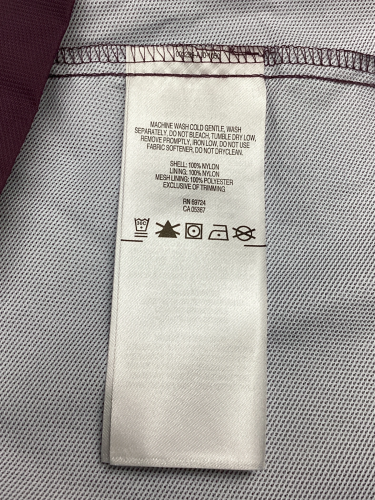 MACHINE WASH COLD GENTLE, WASH
SEPARATELY, DO NOT BLEACH, TUMBLE DRY LOW,
REMOVE PROMPTLY, IRON LOW, DO NOT USE
FABRIC SOFTENER, DO NOT DRYCLEAN.
SHELL: 100% NYLON
LINING: 100% NYLON
MESH LINING: 100% POLYESTER
EXCLUSIVE OF TRIMMING
RN 69724
CA 05367